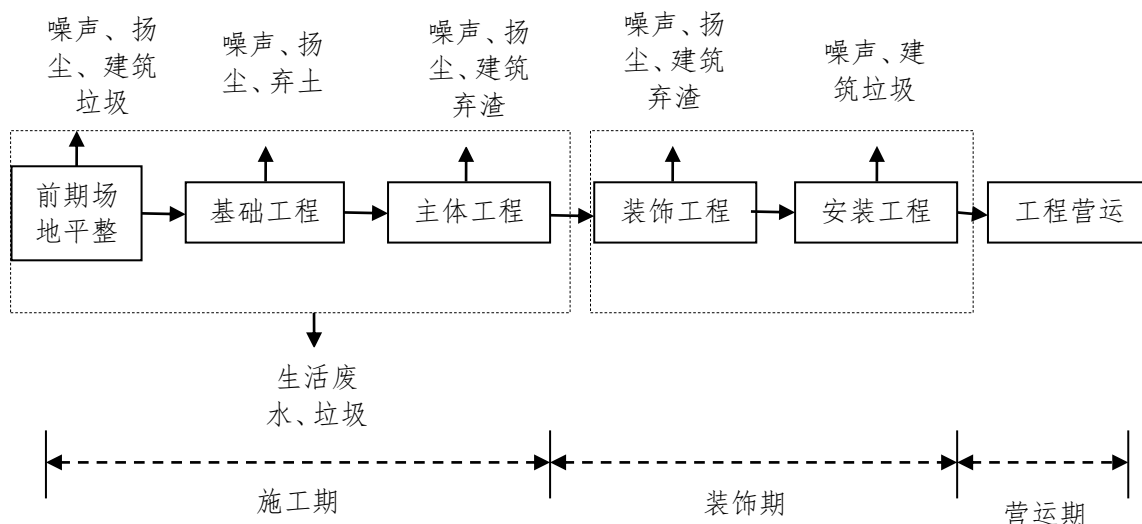 噪声、扬
尘、建筑
垃圾
噪声、扬
尘、弃土
噪声、扬
尘、建筑
弃渣
噪声、扬
尘、建筑
弃渣
噪声、建
筑垃圾
前期场
地平整
基础工程
主体工程
装饰工程
安装工程
工程营运
生活废
水、垃圾
施工期
装饰期
营运期